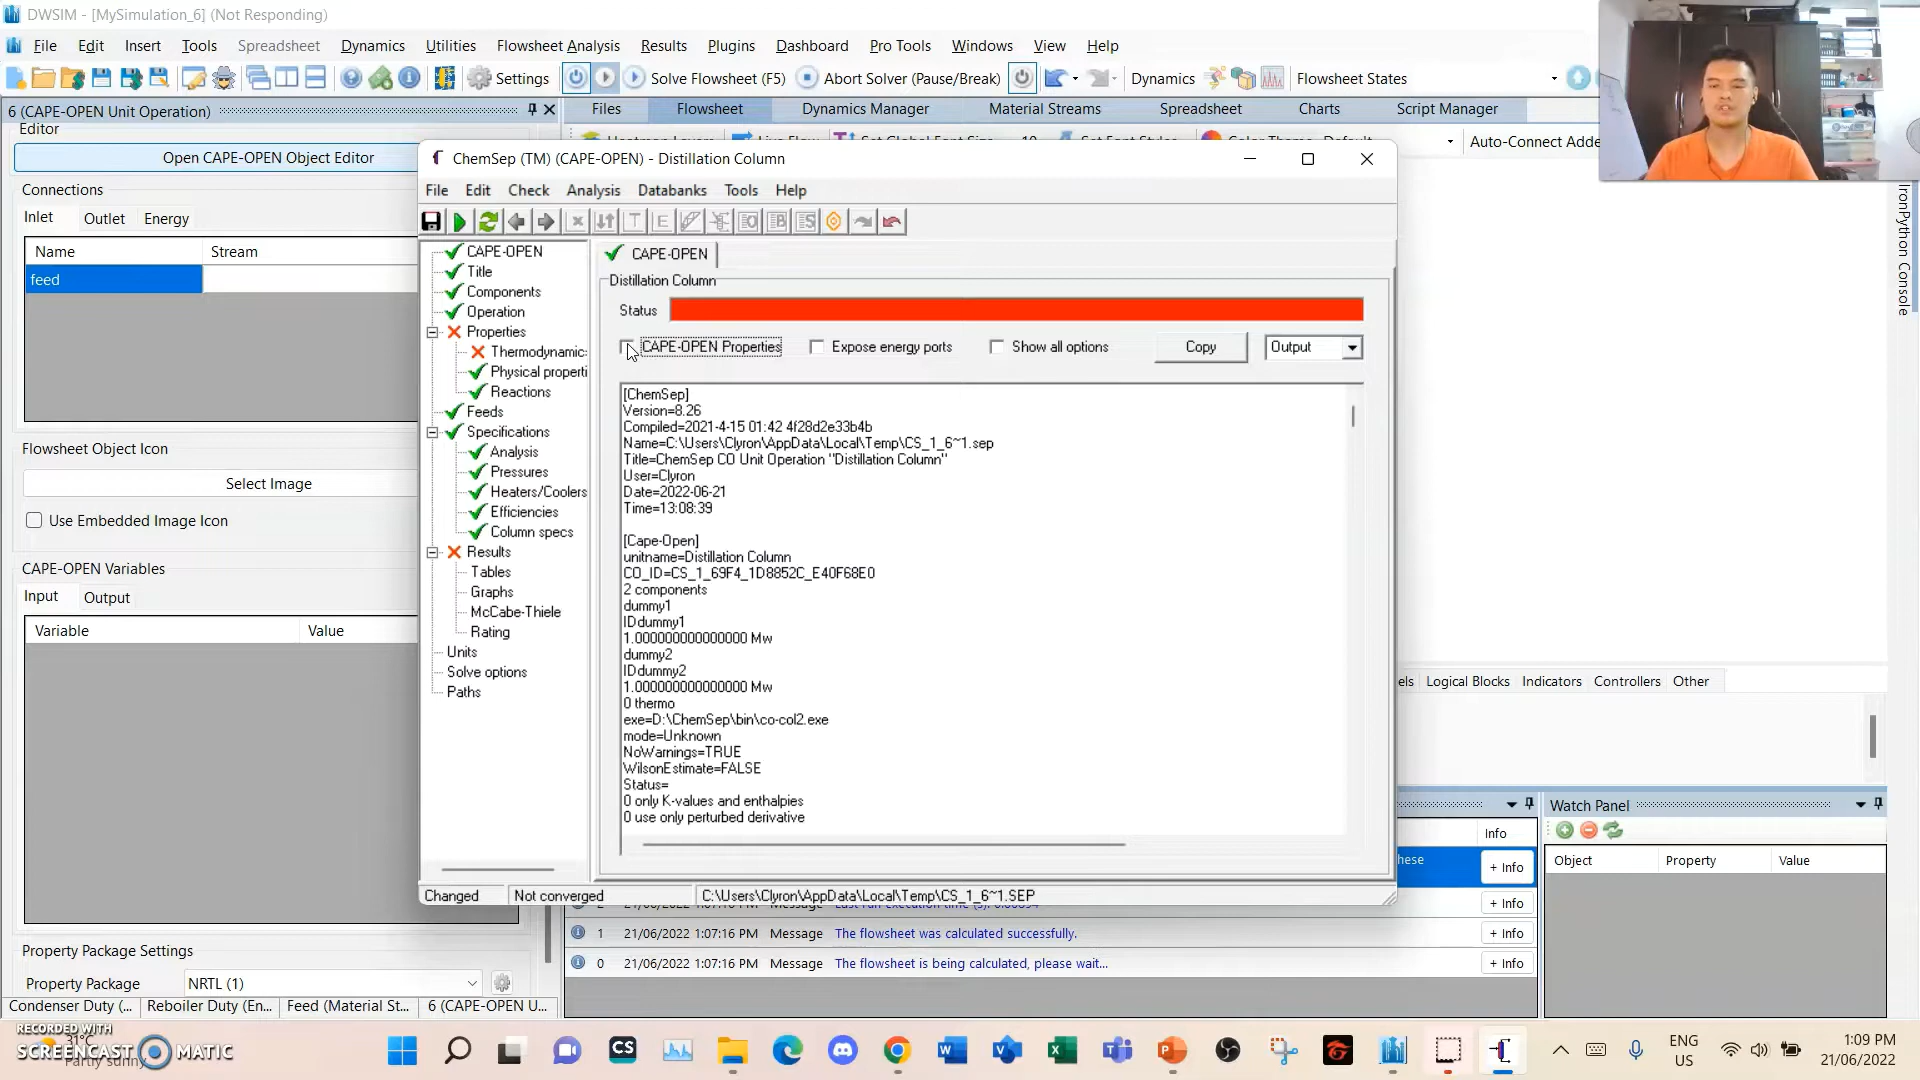 DWSIM - [MySimulation_6] (Not Responding)
File Edit Insert Tools Spreadsheet Dynamics Utilities Flowsheet Analysis Results Plugins Dashboard Pro Tools Windows View Help
Settings Solve Flowsheet (F5) Abort Solver (Pause/Break) Dynamics Flowsheet States
6 (CAPE-OPEN Unit Operation)
Files Flowsheet Dynamics Manager Material Streams Spreadsheet Charts Script Manager
Editor
Auto-Connect Adde
Open CAPE-OPEN Object Editor
Connections
Inlet Outlet Energy
Name Stream
feed
Flowsheet Object Icon
Select Image
Use Embedded Image Icon
CAPE-OPEN Variables
Input Output
Variable Value
Property Package Settings
Property Package NRTL (1)
Condenser Duty (... Reboiler Duty (En... Feed (Material St... 6 (CAPE-OPEN U...
ChemSep (TM) (CAPE-OPEN) - Distillation Column
File Edit Check Analysis Databanks Tools Help
CAPE-OPEN
Title
Components
Operation
Properties
Thermodynamic:
Physical properti
Reactions
Feeds
Specifications
Analysis
Pressures
Heaters/Coolers
Efficiencies
Column specs
Results
Tables
Graphs
McCabe-Thiele
Rating
Units
Solve options
Paths
CAPE-OPEN
Distillation Column
Status
CAPE-OPEN Properties Expose energy ports Show all options Copy Output
[ChemSep]
Version=8.26
Compiled=2021-4-15 01:42 4f28d2e33b4b
Name=C:\Users\Clyron\AppData\Local\Temp\CS_1_6~1.sep
Title=ChemSep CO Unit Operation "Distillation Column"
User=Clyron
Date=2022-06-21
Time=13:08:39
[Cape-Open]
unitname=Distillation Column
CO_ID=CS_1_69F4_1D8852C_E40F68E0
2 components
dummy1
IDdummy1
1.000000000000000 Mw
dummy2
IDdummy2
1.000000000000000 Mw
0 thermo
exe=D:\ChemSep\bin\co-col2.exe
mode=Unknown
NoWarnings=TRUE
WilsonEstimate=FALSE
Status=
0 only K-values and enthalpies
0 use only perturbed derivative
Changed Not converged C:\Users\Clyron\AppData\Local\Temp\CS_1_6~1.SEP
IronPython Console
els Logical Blocks Indicators Controllers Other
Info
hese + Info
+ Info
1 21/06/2022 1:07:16 PM Message The flowsheet was calculated successfully. + Info
0 21/06/2022 1:07:16 PM Message The flowsheet is being calculated, please wait... + Info
Watch Panel
Object Property Value
RECORDED WITH
SCREENCAST MATIC
31°C
Partly sunny
ENG
US
1:09 PM
21/06/2022